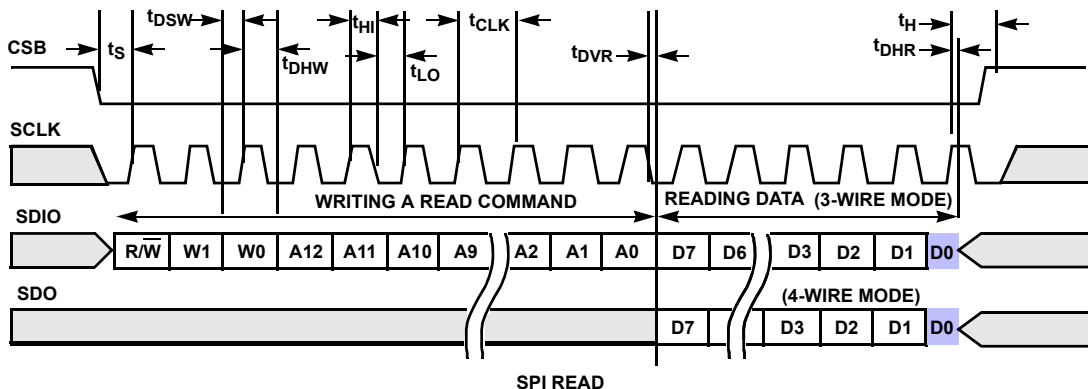 tDSW tHI tCLK tH
CSB tS tDVR tDHR
tDHW tLO
SCLK
WRITING A READ COMMAND READING DATA (3-WIRE MODE)
SDIO
R/W W1 W0 A12 A11 A10 A9 A2 A1 A0 D7 D6 D3 D2 D1 D0
SDO
(4-WIRE MODE)
D7 D3 D2 D1 D0
SPI READ